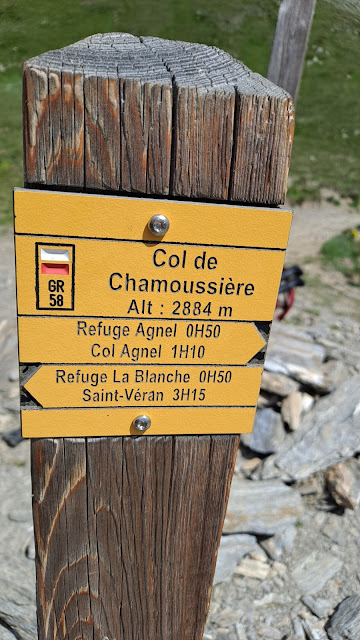 Col de
Chamoussière
Alt : 2884 m
GR
58
Refuge Agnel 0H50
Col Agnel 1H10
Refuge La Blanche 0H50
Saint-Véran 3H15